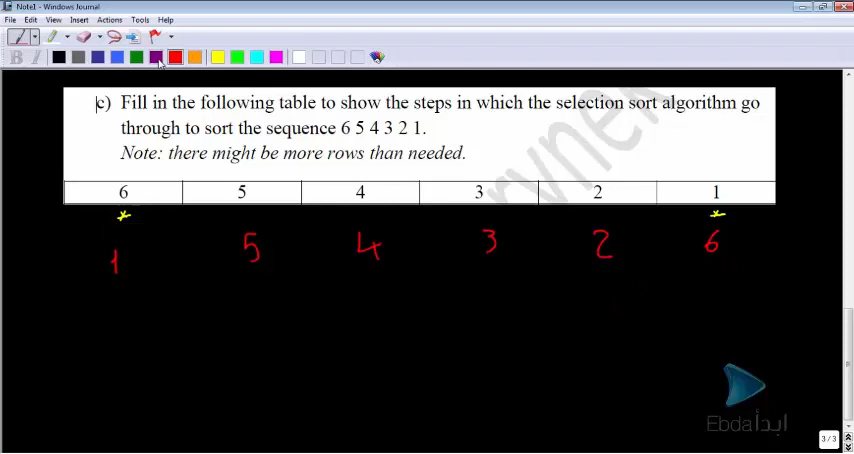 Note1 - Windows Journal
File Edit View Insert Actions Tools Help
B I
c) Fill in the following table to show the steps in which the selection sort algorithm go
through to sort the sequence 6 5 4 3 2 1.
Note: there might be more rows than needed.
6 5 4 3 2 1
* *
1 5 4 3 2 6
Ebda ابدأ
3 / 3